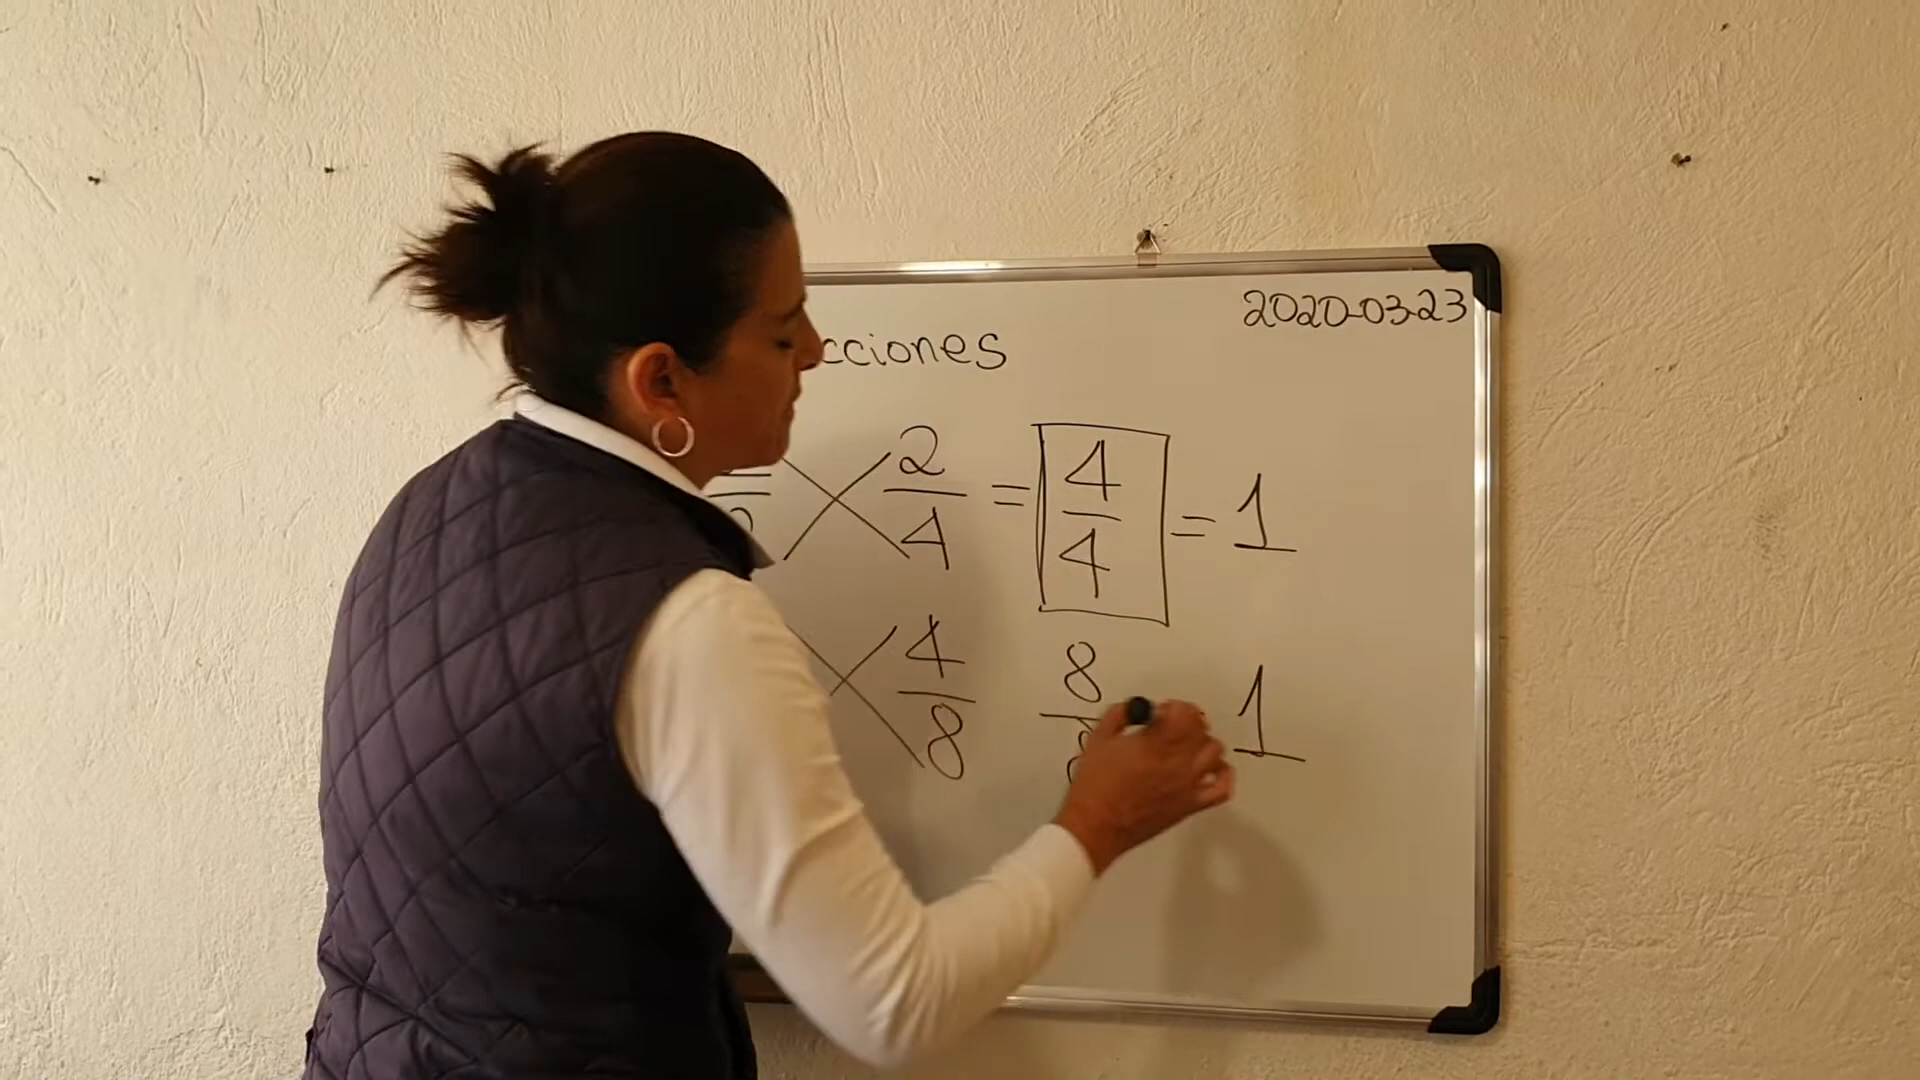 2020-03-23
cciones
2/4 = 4/4 = 1
4/8 8/ 1